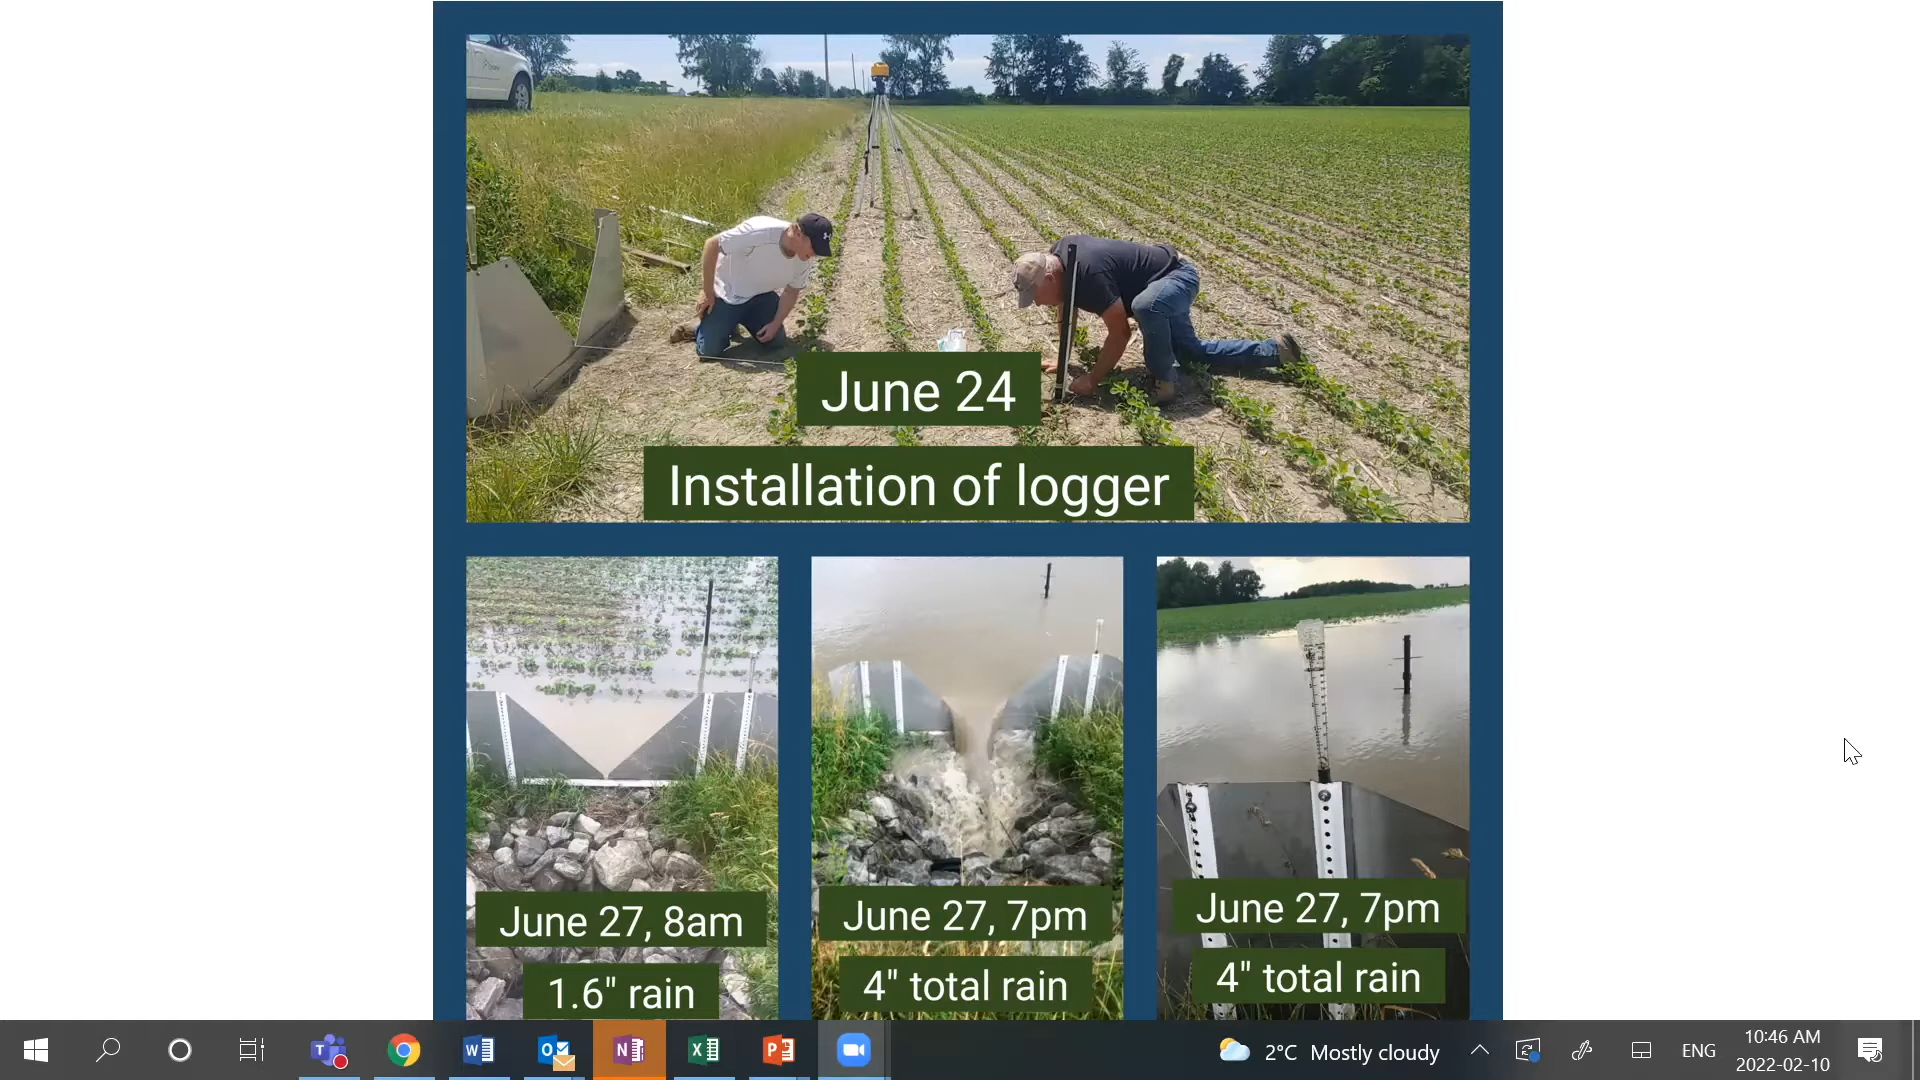 June 24
Installation of logger
June 27, 8am
1.6" rain
June 27, 7pm
4" total rain
June 27, 7pm
4" total rain
2°C Mostly cloudy
ENG
10:46 AM
2022-02-10